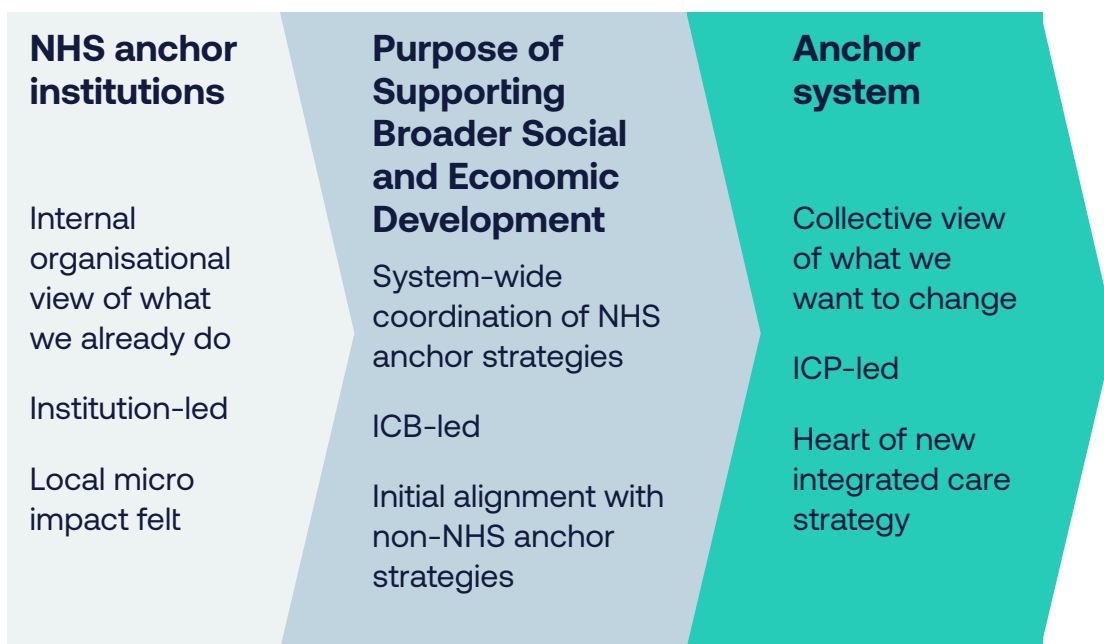 NHS anchor
institutions
Internal
organisational
view of what
we already do
Institution-led
Local micro
impact felt
Purpose of
Supporting
Broader Social
and Economic
Development
System-wide
coordination of NHS
anchor strategies
ICB-led
Initial alignment with
non-NHS anchor
strategies
Anchor
system
Collective view
of what we
want to change
ICP-led
Heart of new
integrated care
strategy